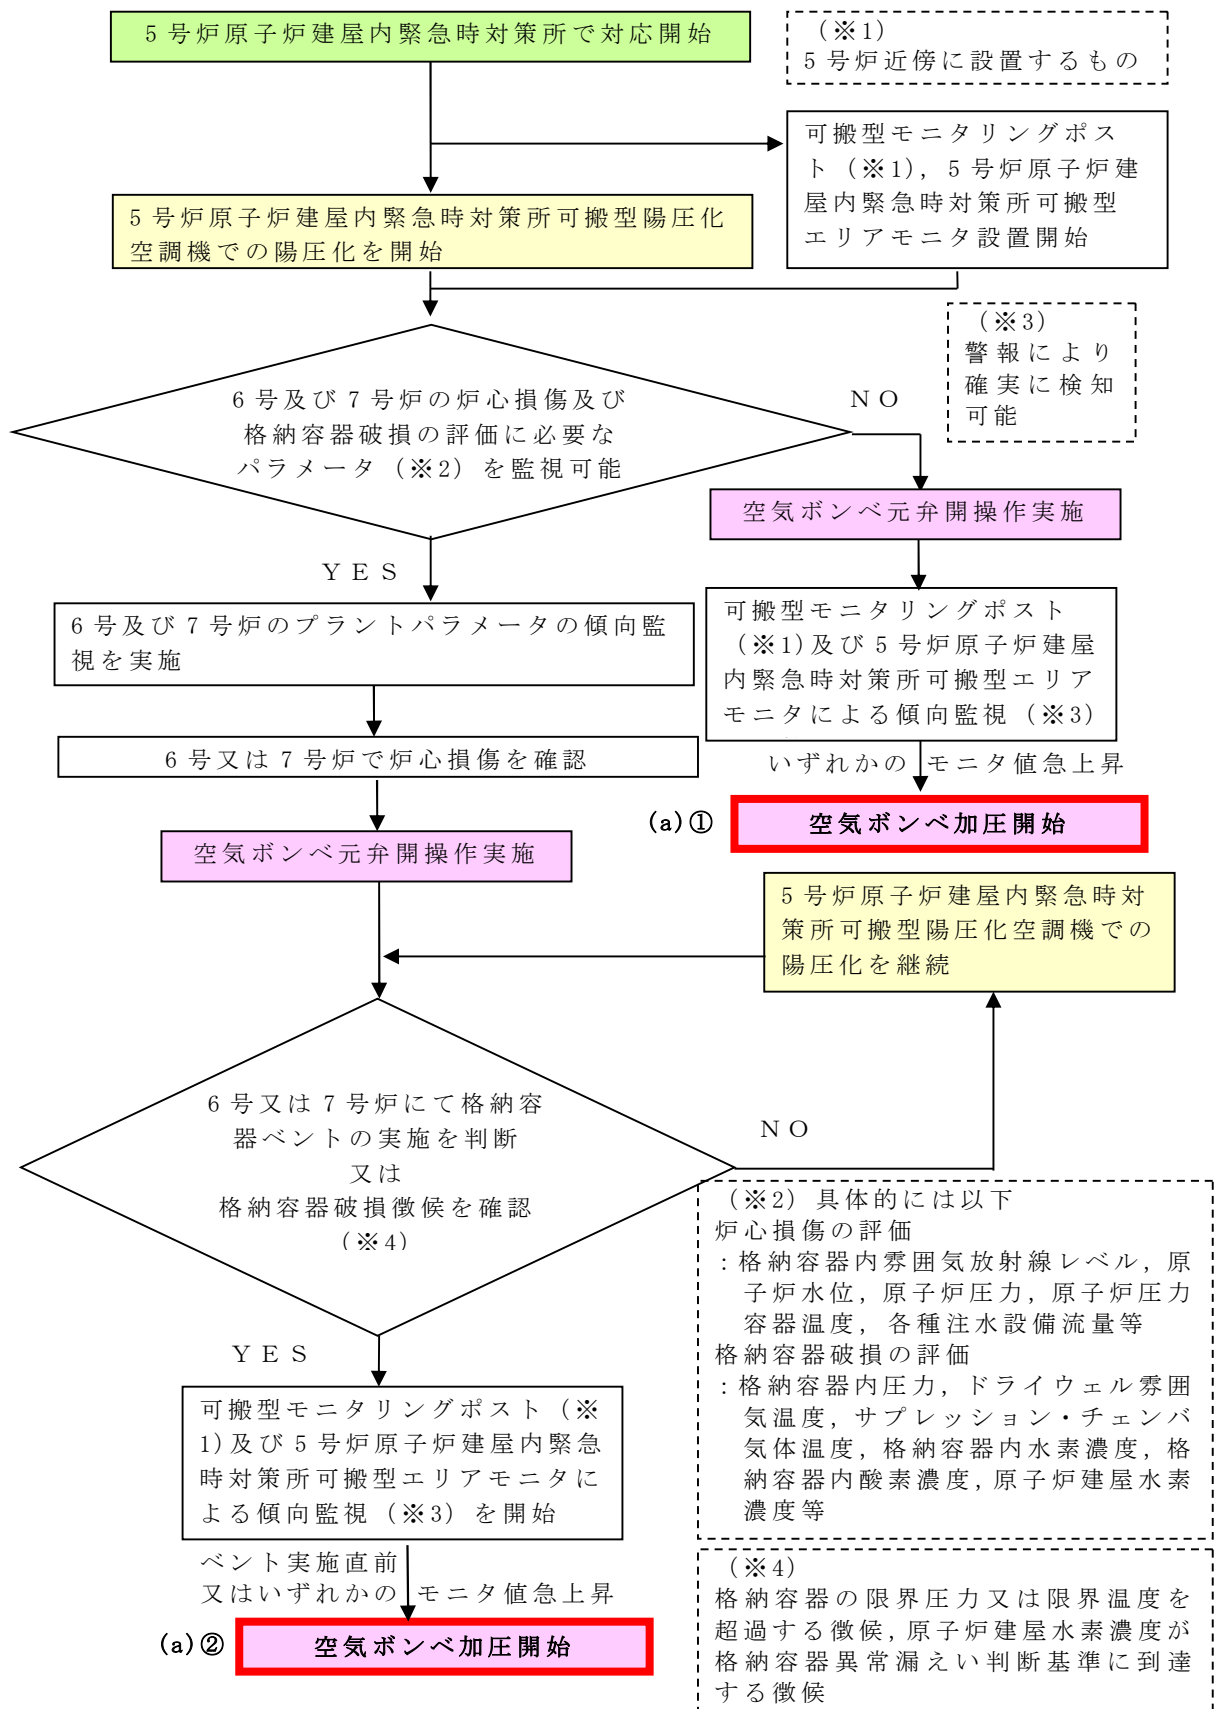 5号炉原子炉建屋内緊急時対策所で対応開始
(※1)
5号炉近傍に設置するもの
可搬型モニタリングポス
ト(※1), 5号炉原子炉建
屋内緊急時対策所可搬型
エリアモニタ設置開始
5号炉原子炉建屋内緊急時対策所可搬型陽圧化
空調機での陽圧化を開始
(※3)
警報により
確実に検知
可能
6号及び7号炉の炉心損傷及び
格納容器破損の評価に必要な
パラメータ(※2)を監視可能
NO
空気ボンベ元弁開操作実施
YES
6号及び7号炉のプラントパラメータの傾向監
視を実施
可搬型モニタリングポスト
(※1)及び5号炉原子炉建屋
内緊急時対策所可搬型エリア
モニタによる傾向監視(※3)
6号又は7号炉で炉心損傷を確認
いずれかの モニタ値急上昇
(a)① 空気ボンベ加圧開始
空気ボンベ元弁開操作実施
5号炉原子炉建屋内緊急時対
策所可搬型陽圧化空調機での
陽圧化を継続
6号又は7号炉にて格納容
器ベントの実施を判断
又は
格納容器破損徴候を確認
(※4)
NO
(※2)具体的には以下
炉心損傷の評価
:格納容器内雰囲気放射線レベル, 原
子炉水位, 原子炉圧力, 原子炉圧力
容器温度, 各種注水設備流量等
格納容器破損の評価
:格納容器内圧力, ドライウェル雰囲
気温度, サプレッション・チェンバ
気体温度, 格納容器内水素濃度, 格
納容器内酸素濃度, 原子炉建屋水素
濃度等
YES
可搬型モニタリングポスト(※
1)及び5号炉原子炉建屋内緊急
時対策所可搬型エリアモニタに
よる傾向監視(※3)を開始
ベント実施直前
又はいずれかの モニタ値急上昇
(a)② 空気ボンベ加圧開始
(※4)
格納容器の限界圧力又は限界温度を
超過する徴候, 原子炉建屋水素濃度が
格納容器異常漏えい判断基準に到達
する徴候